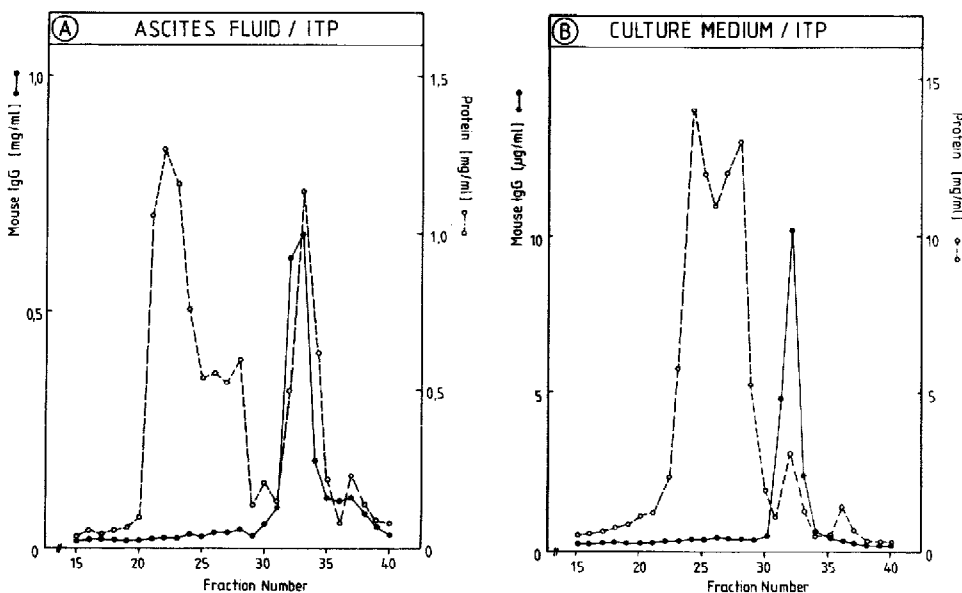 A ASCITES FLUID / ITP
Mouse IgG [mg/ml]
1,0
0,5
0
1,5
1,0
0,5
0
Protein [mg/ml]
15 20 25 30 35 40
Fraction Number
B CULTURE MEDIUM / ITP
Mouse IgG [µg/ml]
10
5
0
15
10
5
0
Protein [mg/ml]
15 20 25 30 35 40
Fraction Number